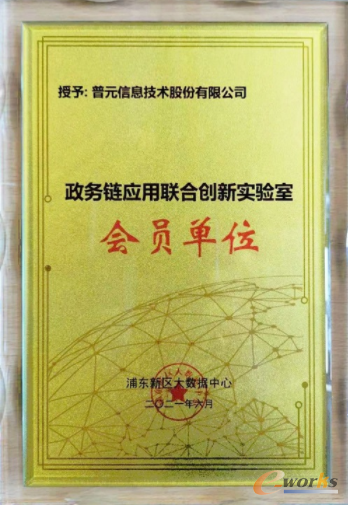 授予: 普元信息技术股份有限公司
政务链应用联合创新实验室
会员单位
浦东新区大数据中心
二〇二一年六月
e-works